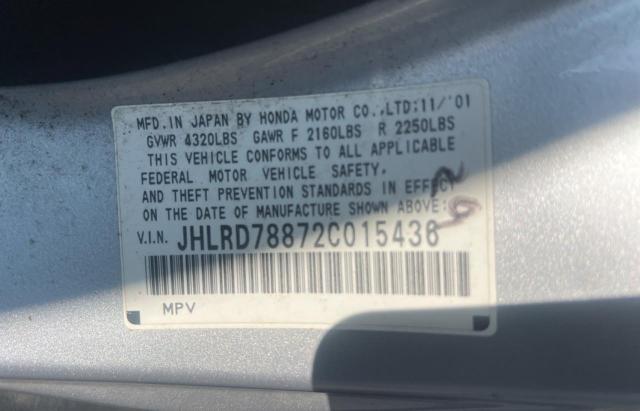 MFD. IN JAPAN BY HONDA MOTOR CO.,LTD:11/'01
GVWR 4320LBS GAWR F 2160LBS R 2250LBS
THIS VEHICLE CONFORMS TO ALL APPLICABLE
FEDERAL MOTOR VEHICLE SAFETY,
AND THEFT PREVENTION STANDARDS IN EFFECT
ON THE DATE OF MANUFACTURE SHOWN ABOVE:
V.I.N. JHLRD78872C015436
MPV